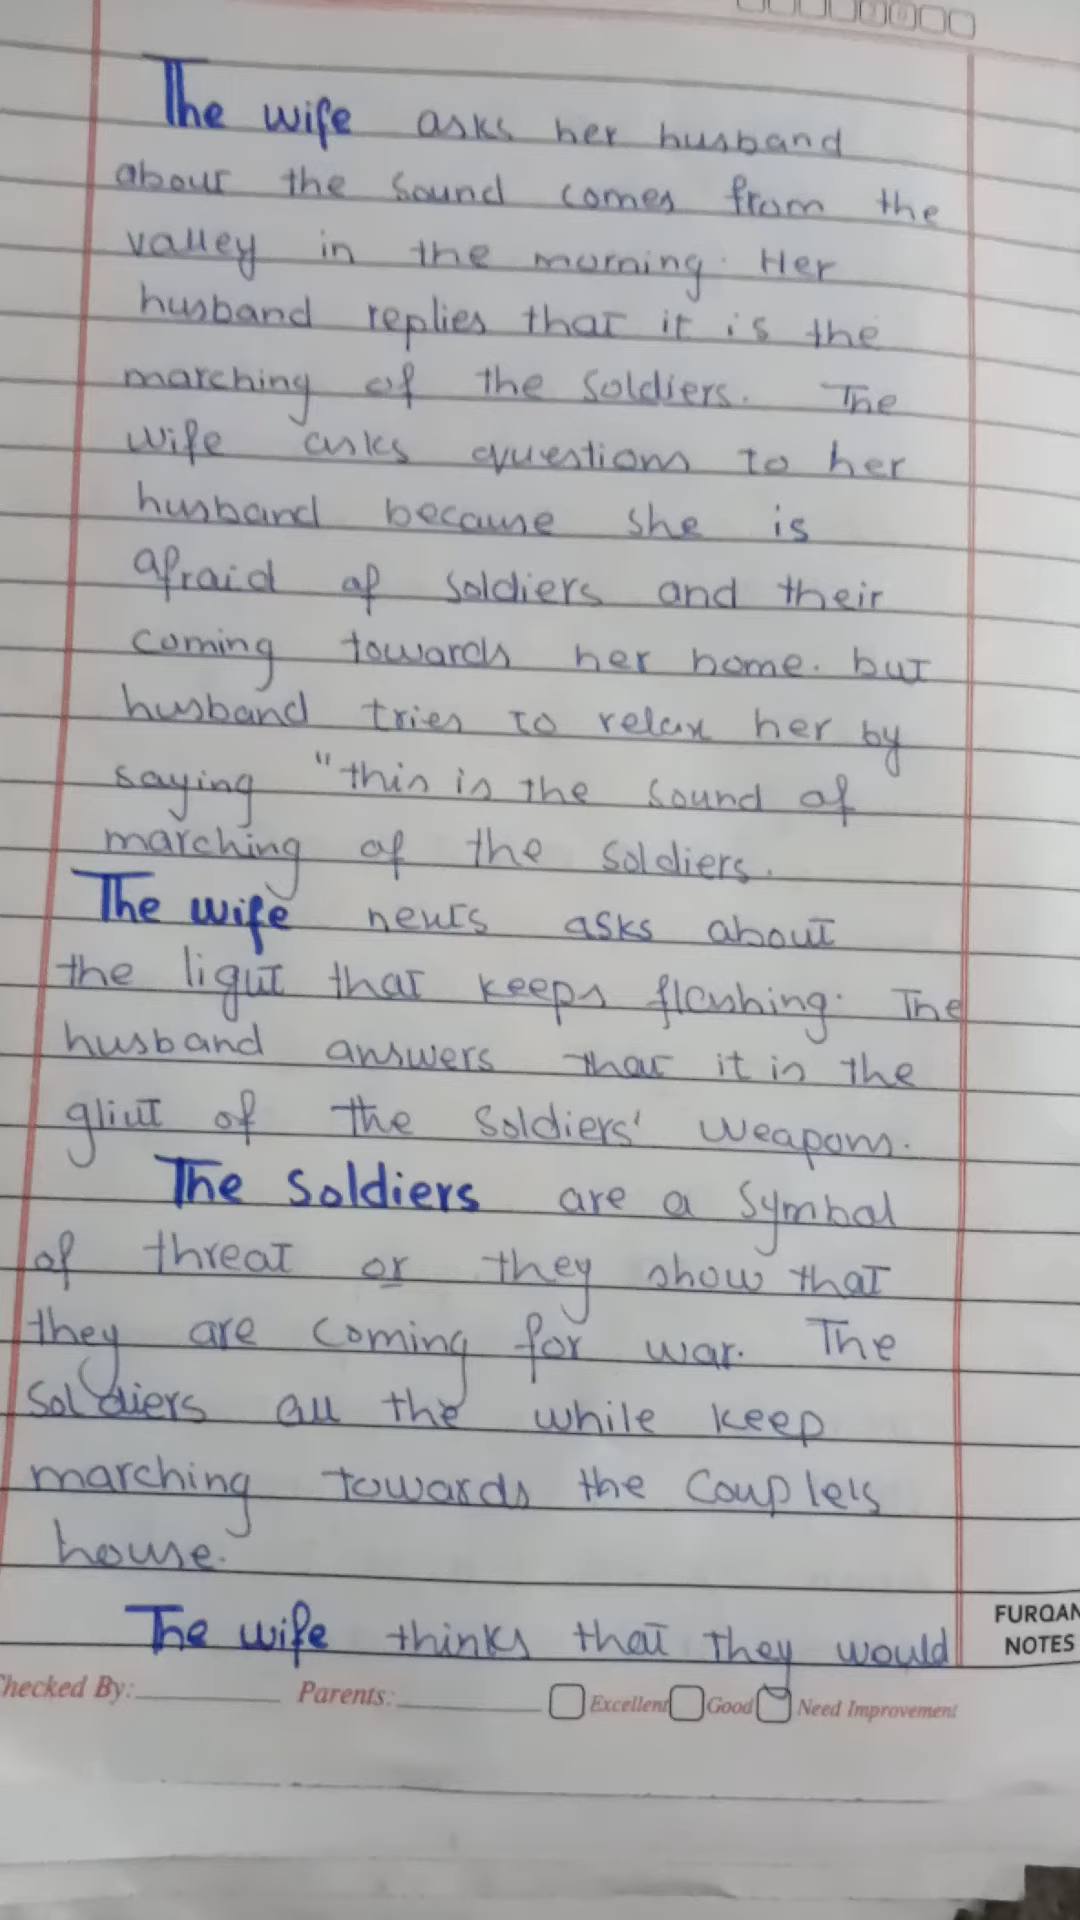 The wife asks her husband
about the sound comes from the
valley in the morning. Her
husband replies that it is the
marching of the soldiers. The
wife asks questions to her
husband because she is
afraid of soldiers and their
coming towards her home. but
husband tries to relax her by
saying "this is the sound of
marching of the soldiers.
The wife next asks about
the light that keeps flashing. The
husband answers that it is the
glint of the soldiers' weapons.
The soldiers are a symbal
of threat or they show that
they are coming for war. The
soldiers all the while keep
marching towards the couple's
house.
The wife thinks that they would
FURQAN
NOTES
Checked By: Parents: Excellent Good Need Improvement